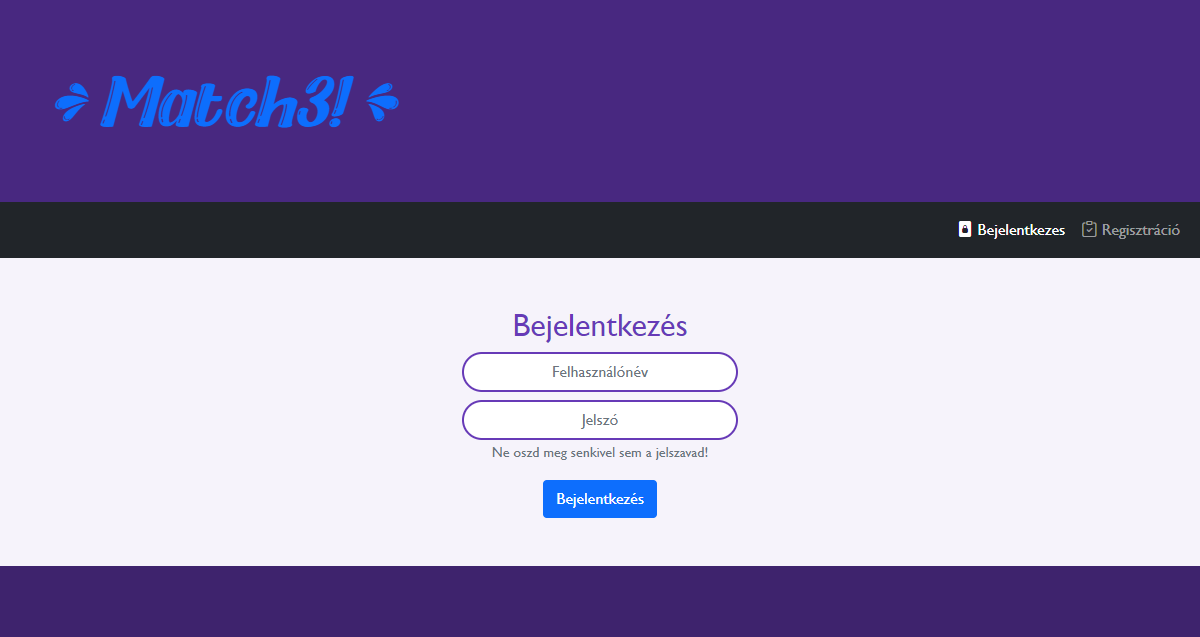 Match3!
Bejelentkezes Regisztráció
Bejelentkezés
Felhasználónév
Jelszó
Ne oszd meg senkivel sem a jelszavad!
Bejelentkezés